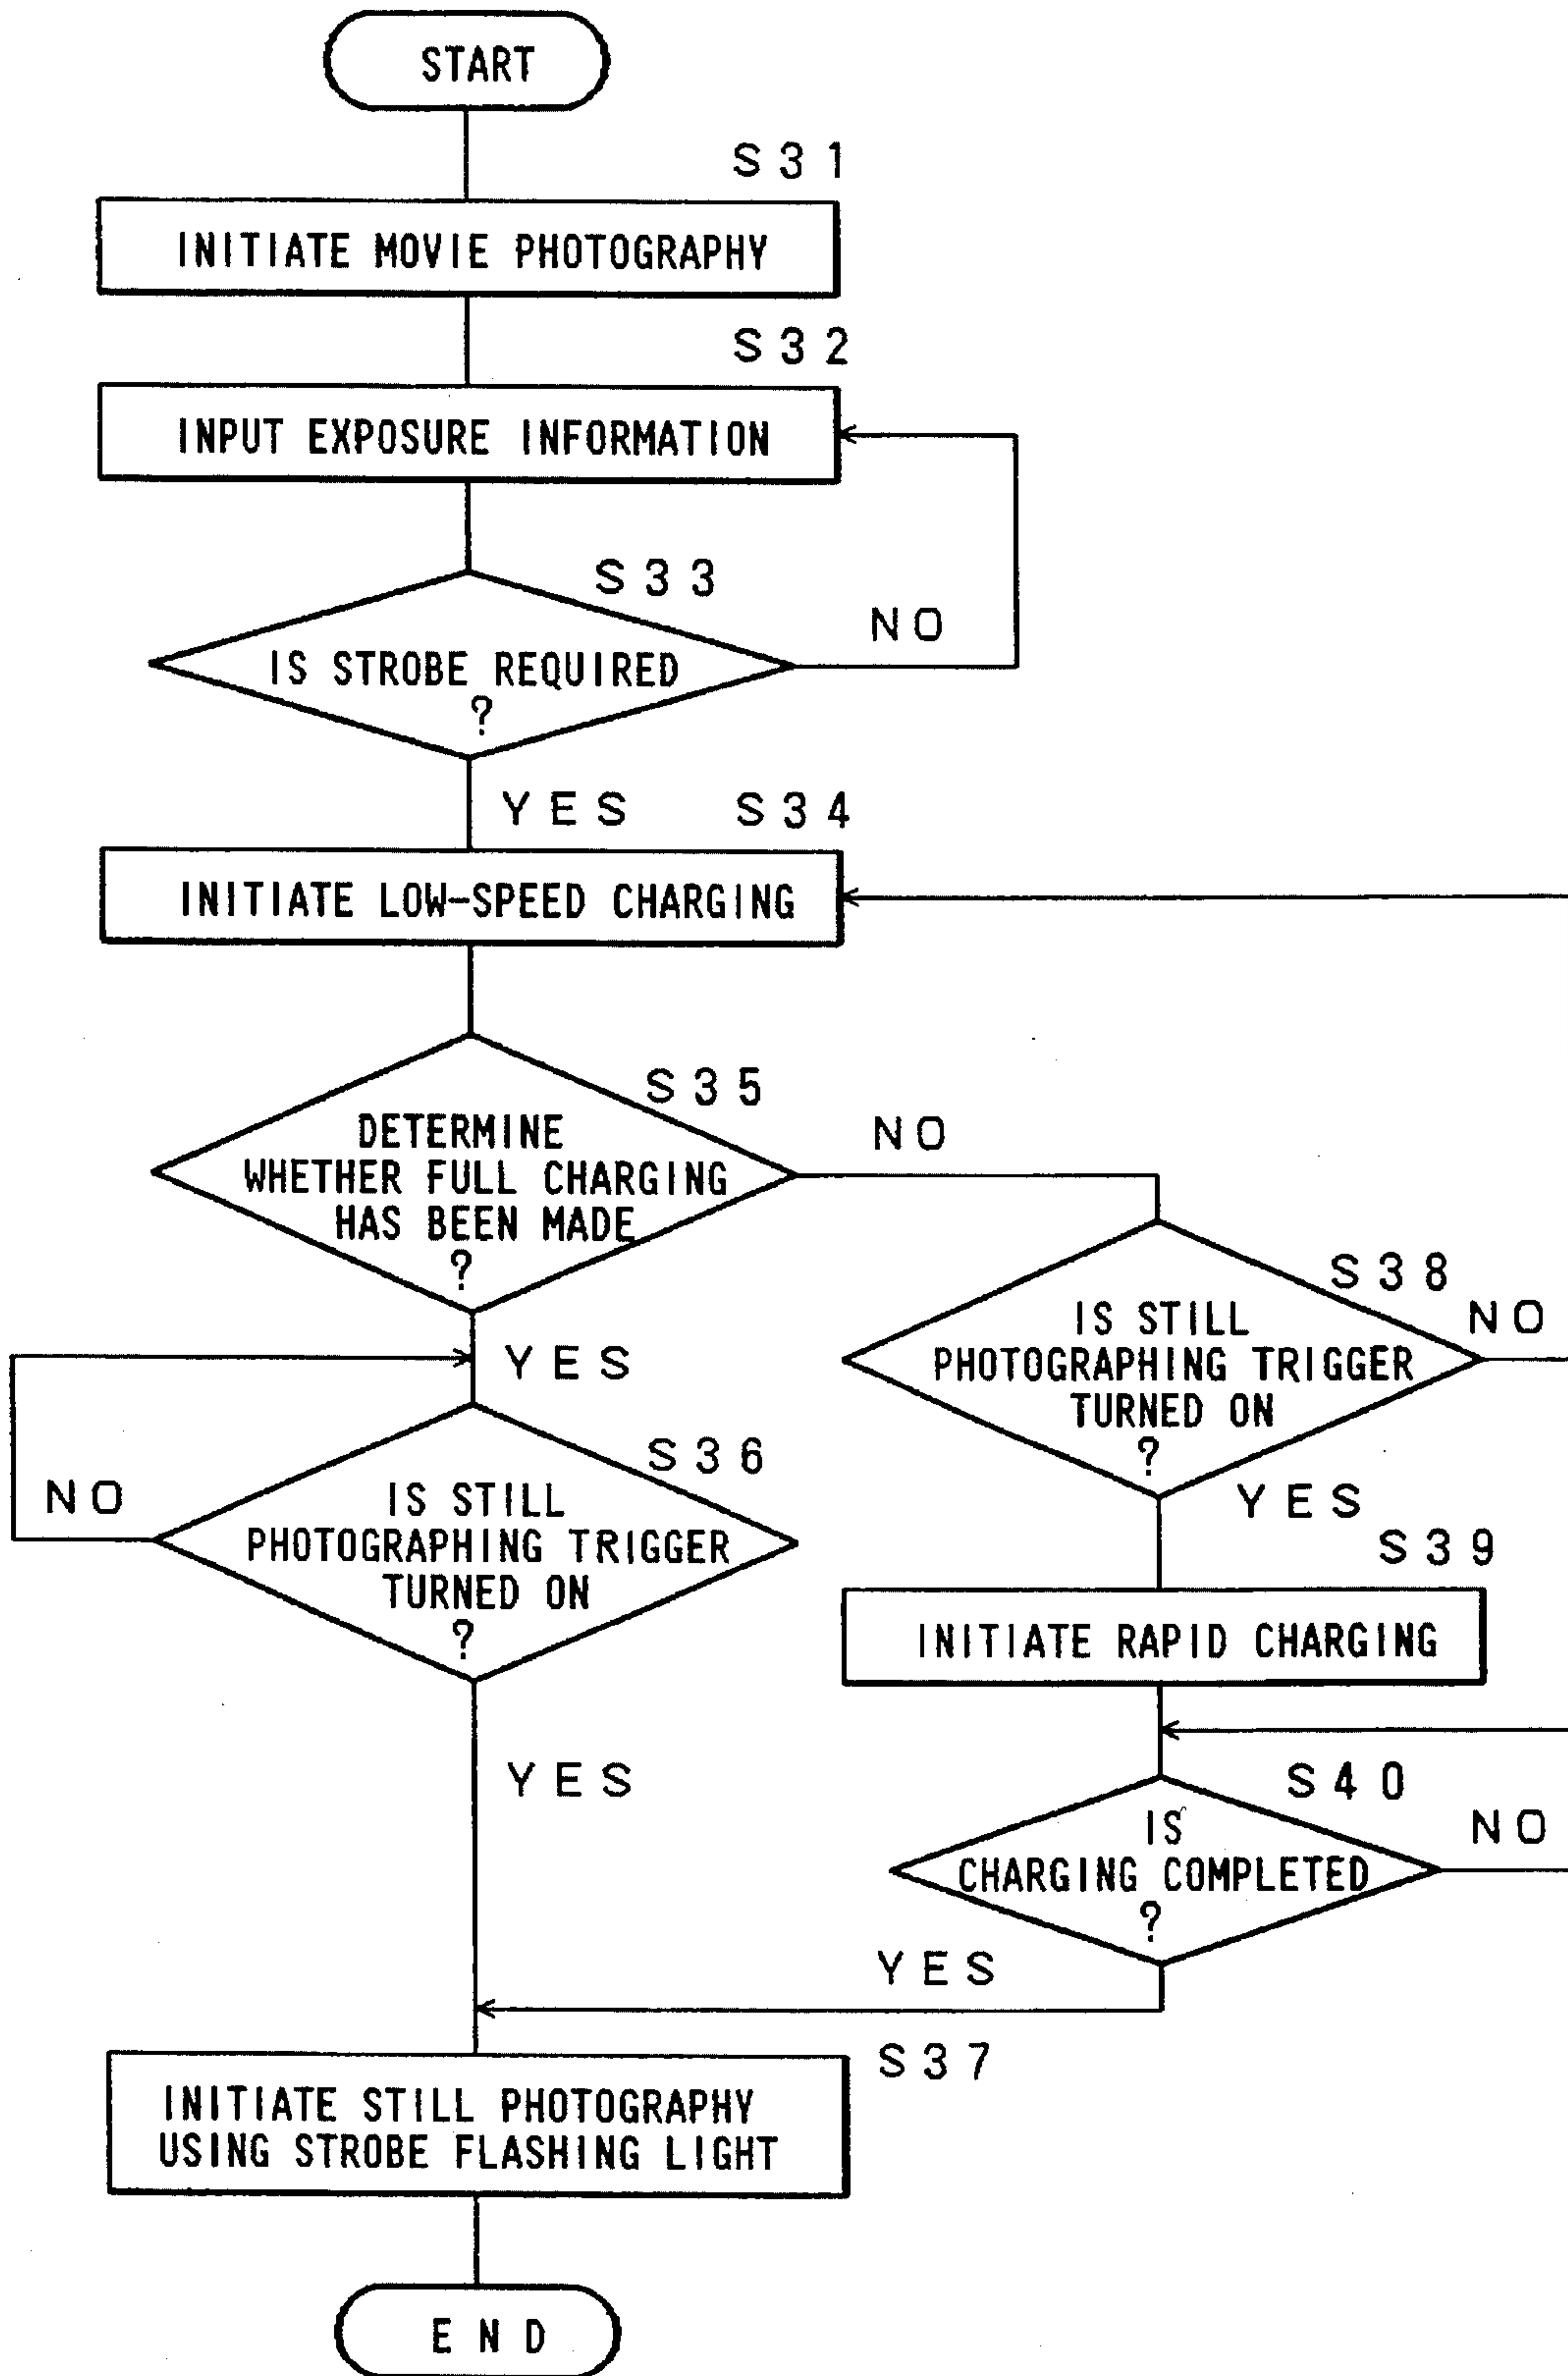 START
S31
INITIATE MOVIE PHOTOGRAPHY
S32
INPUT EXPOSURE INFORMATION
S33
NO
IS STROBE REQUIRED
?
YES
S34
INITIATE LOW-SPEED CHARGING
S35
NO
DETERMINE
WHETHER FULL CHARGING
HAS BEEN MADE
?
YES
S36
NO
IS STILL
PHOTOGRAPHING TRIGGER
TURNED ON
?
YES
S38
NO
IS STILL
PHOTOGRAPHING TRIGGER
TURNED ON
?
YES
S39
INITIATE RAPID CHARGING
S40
NO
IS
CHARGING COMPLETED
?
YES
S37
INITIATE STILL PHOTOGRAPHY
USING STROBE FLASHING LIGHT
END